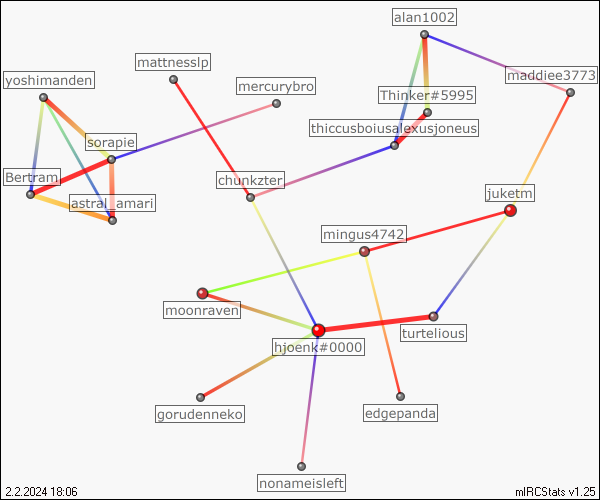 alan1002
mattnesslp
maddiee3773
yoshimanden
mercurybro
Thinker#5995
thiccusboiusalexusjoneus
sorapie
Bertram
chunkzter
juketm
astral_amari
mingus4742
moonraven
turtelious
hjoenk#0000
gorudenneko
edgepanda
nonameisleft
2.2.2024 18:06
mIRCStats v1.25